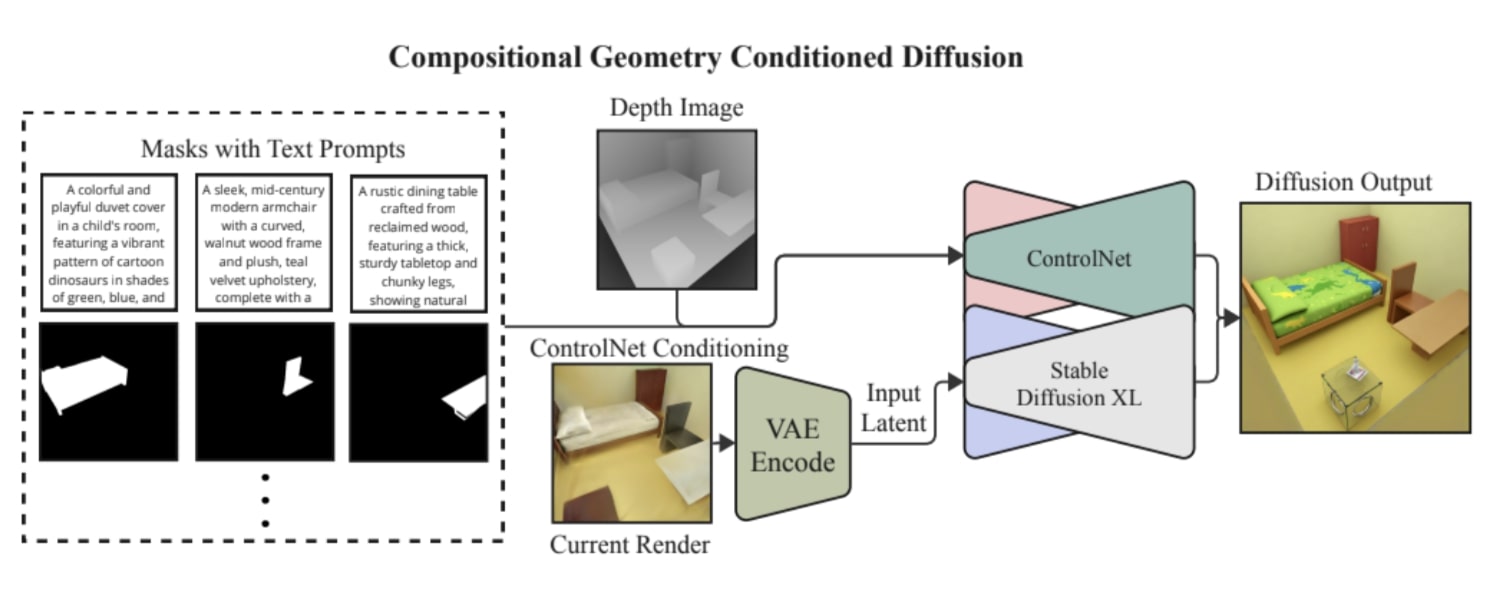 Compositional Geometry Conditioned Diffusion
Masks with Text Prompts
A colorful and
playful duvet cover
in a child's room,
featuring a vibrant
pattern of cartoon
dinosaurs in shades
of green, blue, and
A sleek, mid-century
modern armchair
with a curved,
walnut wood frame
and plush, teal
velvet upholstery,
complete with a
A rustic dining table
crafted from
reclaimed wood,
featuring a thick,
sturdy tabletop and
chunky legs,
showing natural
Depth Image
ControlNet Conditioning
Current Render
VAE
Encode
Input
Latent
ControlNet
Stable
Diffusion XL
Diffusion Output